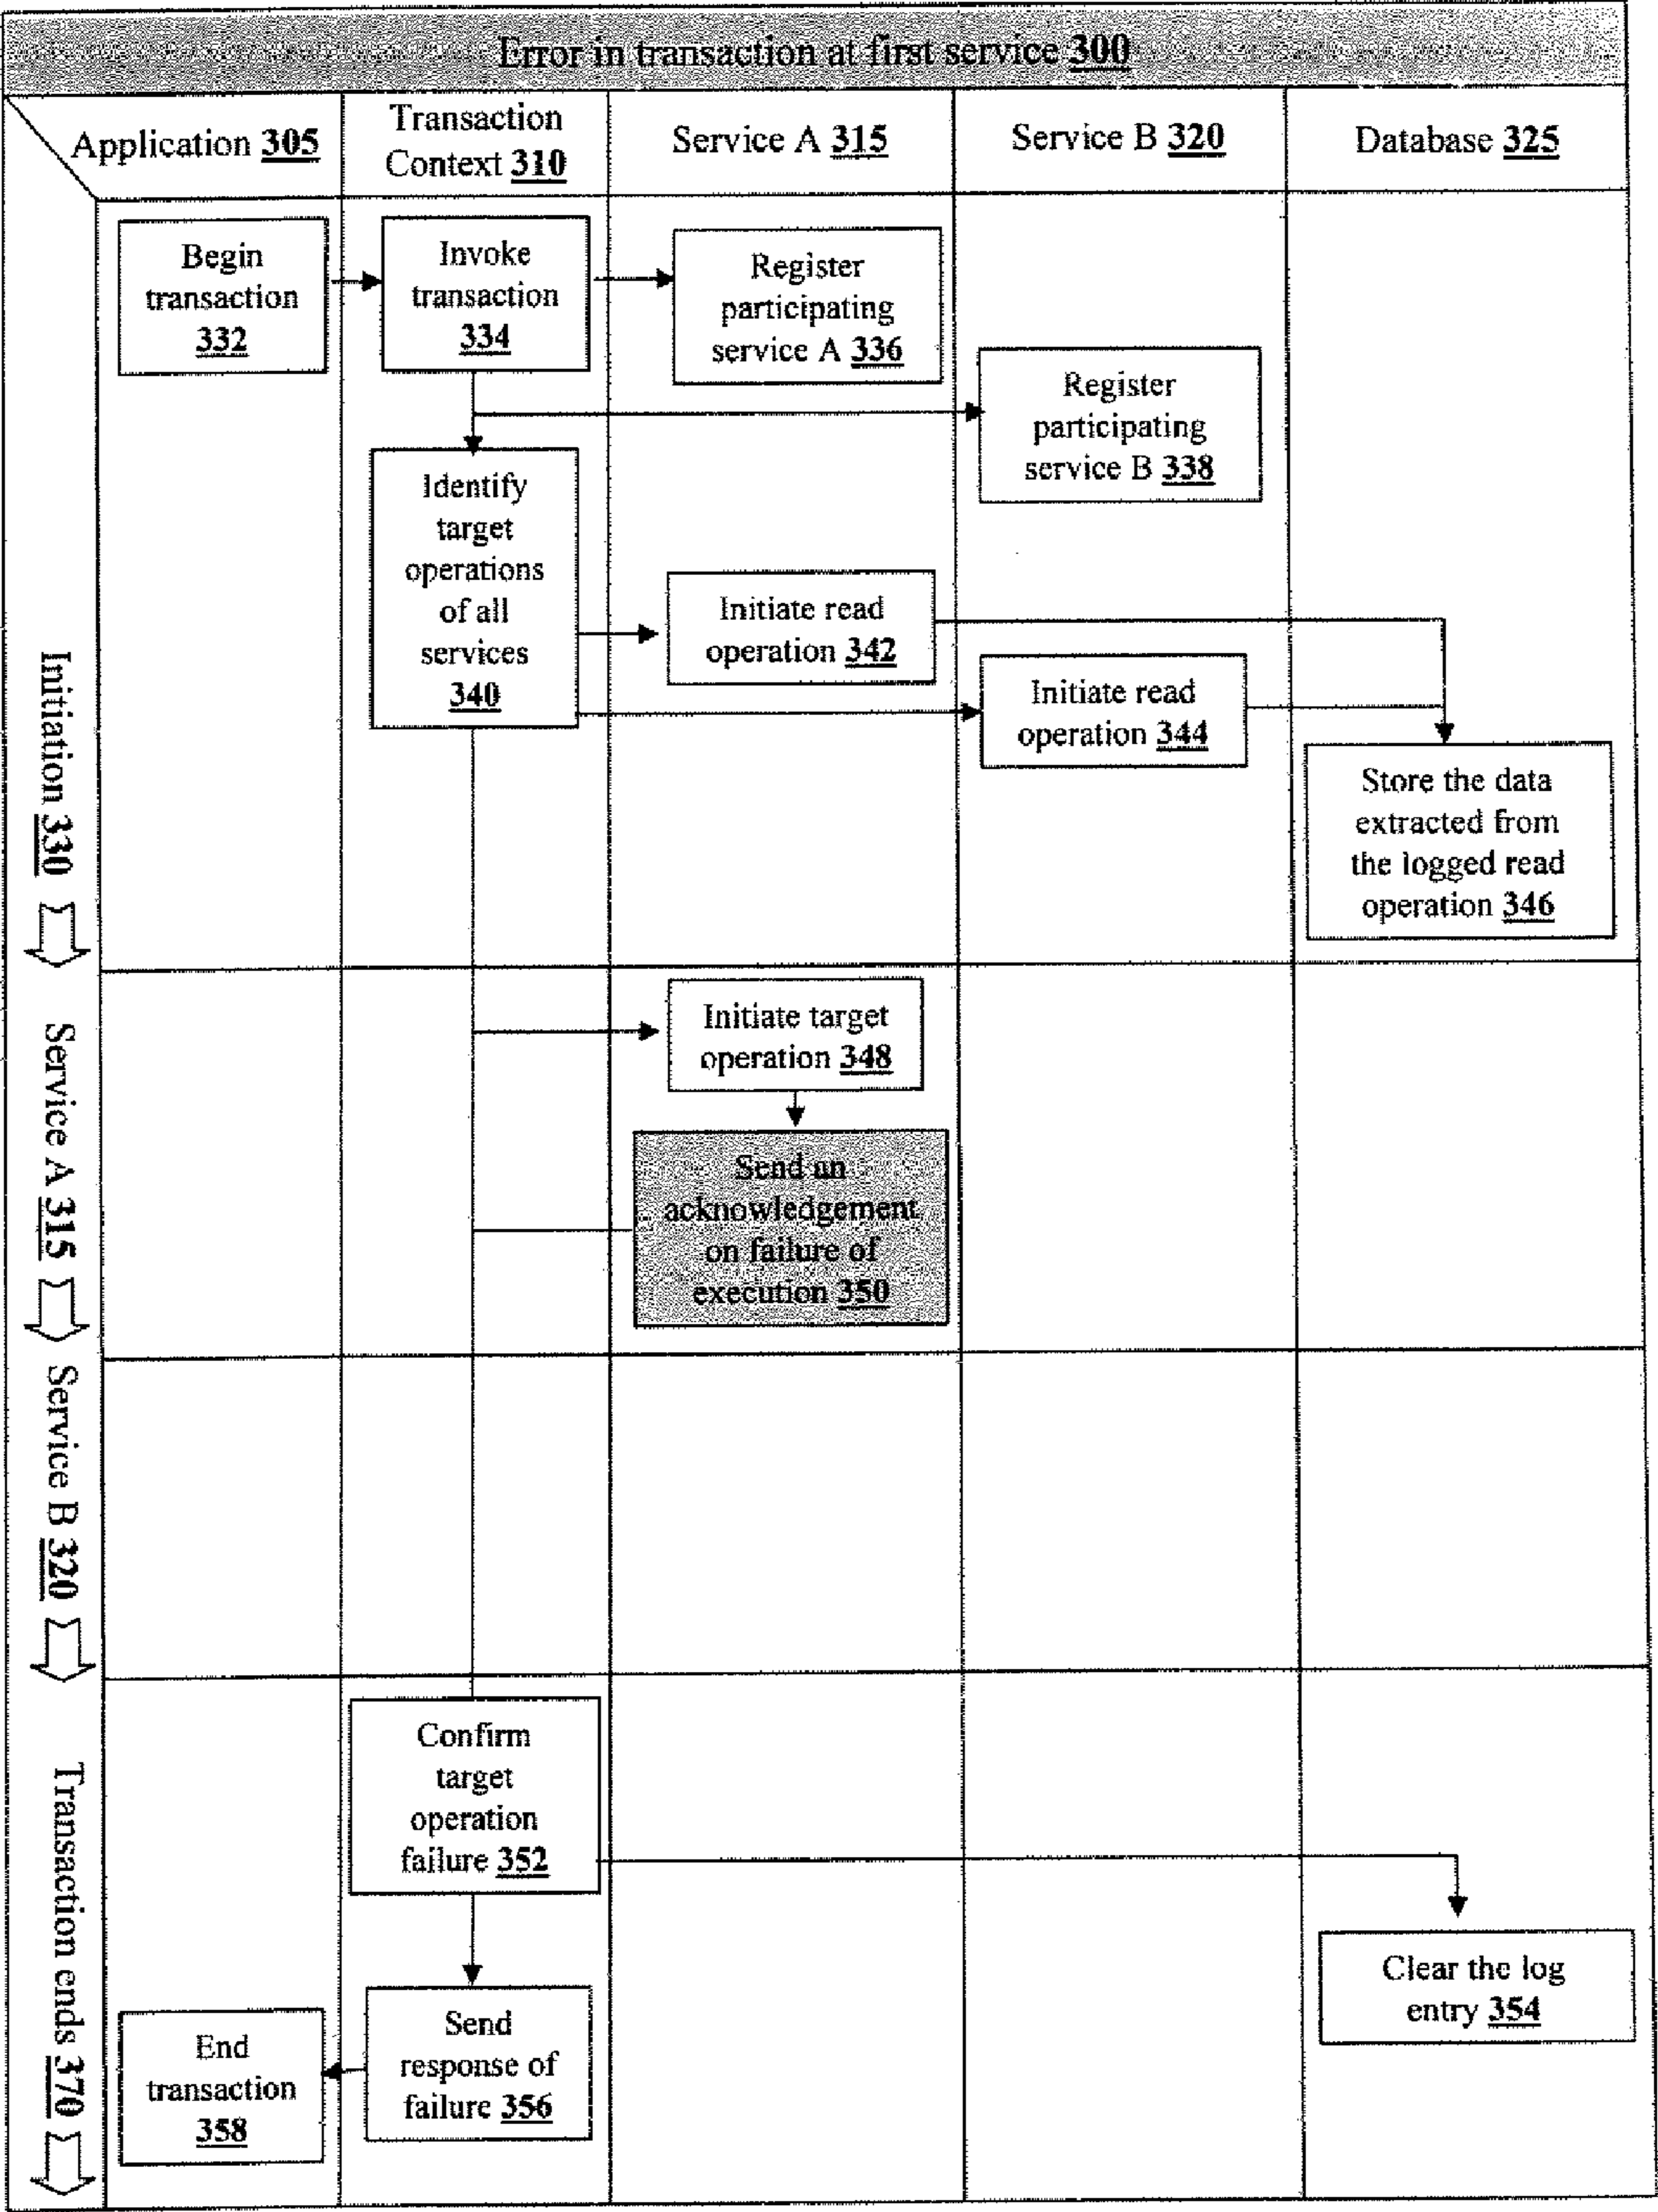 Error in transaction at first service 300
Application 305
Transaction
Context 310
Service A 315
Service B 320
Database 325
Initiation 330
Begin
transaction
332
Invoke
transaction
334
Register
participating
service A 336
Register
participating
service B 338
Identify
target
operations
of all
services
340
Initiate read
operation 342
Initiate read
operation 344
Store the data
extracted from
the logged read
operation 346
Service A 315
Initiate target
operation 348
Send an
acknowledgement
on failure of
execution 350
Service B 320
Transaction ends 370
Confirm
target
operation
failure 352
Clear the log
entry 354
Send
response of
failure 356
End
transaction
358